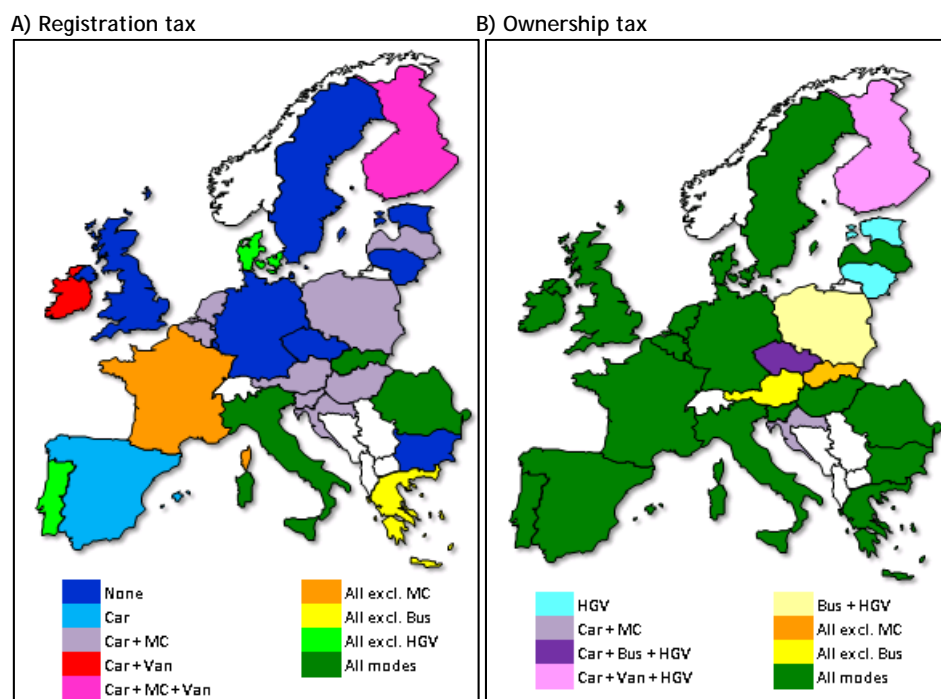 A) Registration tax
B) Ownership tax
None
Car
Car + MC
Car + Van
Car + MC + Van
All excl. MC
All excl. Bus
All excl. HGV
All modes
HGV
Car + MC
Car + Bus + HGV
Car + Van + HGV
Bus + HGV
All excl. MC
All excl. Bus
All modes